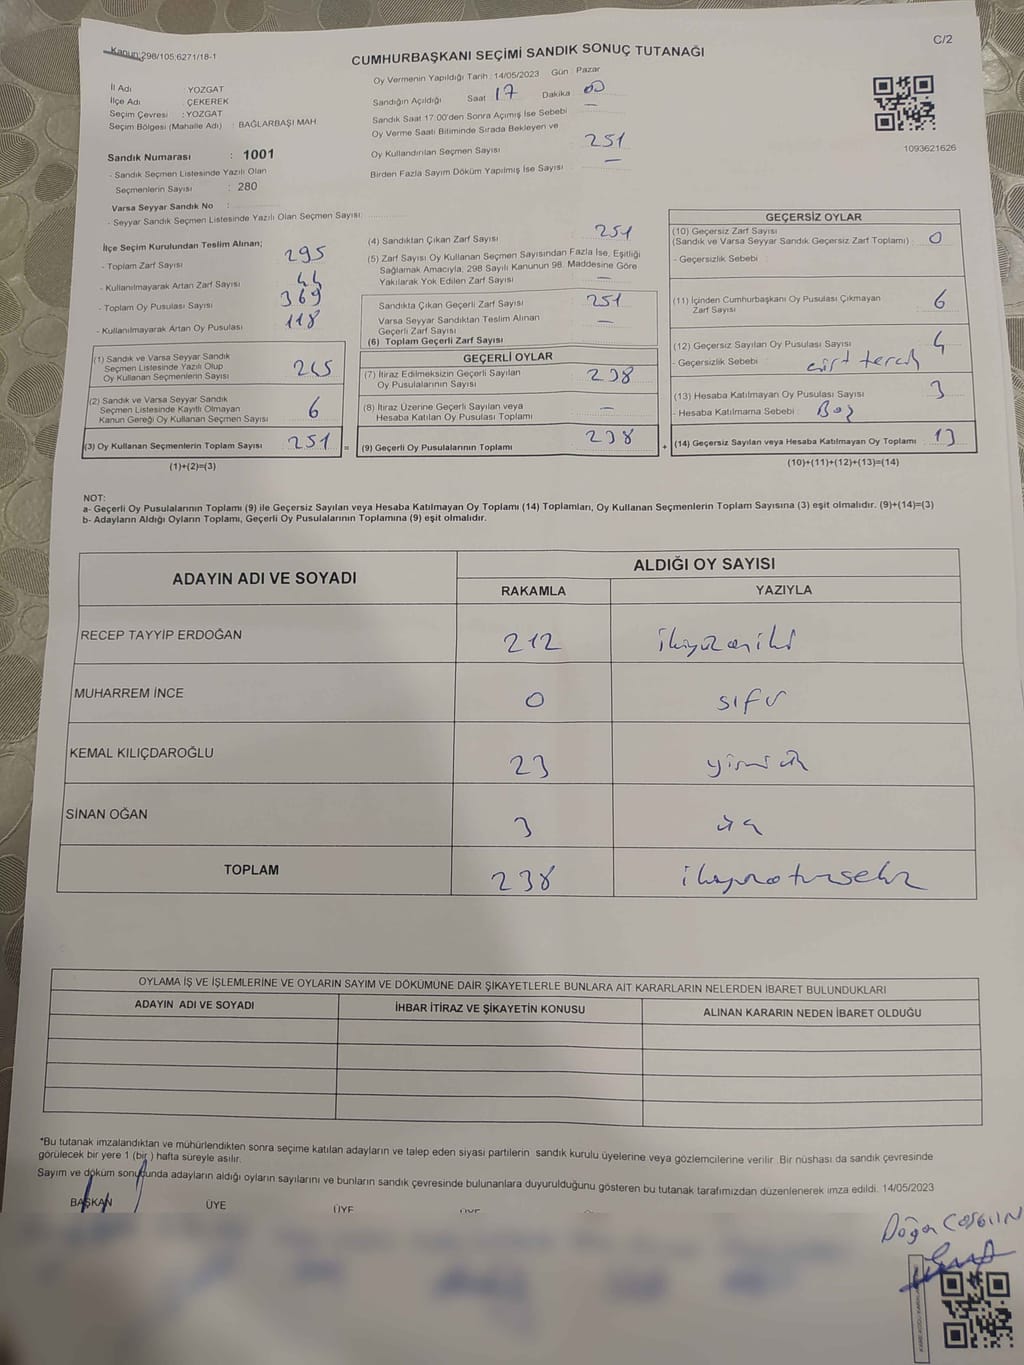 Kanun:298/105;6271/18-1
C/2
CUMHURBAŞKANI SEÇİMİ SANDIK SONUÇ TUTANAĞI
İl Adı : YOZGAT
İlçe Adı : ÇEKEREK
Seçim Çevresi : YOZGAT
Seçim Bölgesi (Mahalle Adı) : BAĞLARBAŞI MAH
Sandık Numarası : 1001
- Sandık Seçmen Listesinde Yazılı Olan
Seçmenlerin Sayısı : 280
Varsa Seyyar Sandık No :
- Seyyar Sandık Seçmen Listesinde Yazılı Olan Seçmen Sayısı:
Oy Vermenin Yapıldığı Tarih : 14/05/2023 Gün : Pazar
Sandığın Açıldığı Saat 17 Dakika 00
Sandık Saat 17:00'den Sonra Açımış İse Sebebi —
Oy Verme Saati Bitiminde Sırada Bekleyen ve
Oy Kullandırılan Seçmen Sayısı 251
Birden Fazla Sayım Döküm Yapılmış İse Sayısı —
1093621626
İlçe Seçim Kurulundan Teslim Alınan;
- Toplam Zarf Sayısı 295
- Kullanılmayarak Artan Zarf Sayısı 44
- Toplam Oy Pusulası Sayısı 369
- Kullanılmayarak Artan Oy Pusulası 118
(1) Sandık ve Varsa Seyyar Sandık
Seçmen Listesinde Yazılı Olup
Oy Kullanan Seçmenlerin Sayısı 245
(2) Sandık ve Varsa Seyyar Sandık
Seçmen Listesinde Kayıtlı Olmayan
Kanun Gereği Oy Kullanan Seçmen Sayısı 6
(3) Oy Kullanan Seçmenlerin Toplam Sayısı 251 =
(1)+(2)=(3)
(4) Sandıktan Çıkan Zarf Sayısı 251
(5) Zarf Sayısı Oy Kullanan Seçmen Sayısından Fazla İse, Eşitliği
Sağlamak Amacıyla, 298 Sayılı Kanunun 98. Maddesine Göre
Yakılarak Yok Edilen Zarf Sayısı —
Sandıkta Çıkan Geçerli Zarf Sayısı 251
Varsa Seyyar Sandıktan Teslim Alınan
Geçerli Zarf Sayısı —
(6) Toplam Geçerli Zarf Sayısı
GEÇERLİ OYLAR
(7) İtiraz Edilmeksizin Geçerli Sayılan
Oy Pusulalarının Sayısı 238
(8) İtiraz Üzerine Geçerli Sayılan veya
Hesaba Katılan Oy Pusulası Toplamı —
(9) Geçerli Oy Pusulalarının Toplamı 238 +
GEÇERSİZ OYLAR
(10) Geçersiz Zarf Sayısı
(Sandık ve Varsa Seyyar Sandık Geçersiz Zarf Toplamı) : 0
- Geçersizlik Sebebi
(11) İçinden Cumhurbaşkanı Oy Pusulası Çıkmayan
Zarf Sayısı 6
(12) Geçersiz Sayılan Oy Pusulası Sayısı 4
- Geçersizlik Sebebi : çift tercih
(13) Hesaba Katılmayan Oy Pusulası Sayısı 3
- Hesaba Katılmama Sebebi : Boş
(14) Geçersiz Sayılan veya Hesaba Katılmayan Oy Toplamı 13
(10)+(11)+(12)+(13)=(14)
NOT:
a- Geçerli Oy Pusulalarının Toplamı (9) ile Geçersiz Sayılan veya Hesaba Katılmayan Oy Toplamı (14) Toplamları, Oy Kullanan Seçmenlerin Toplam Sayısına (3) eşit olmalıdır. (9)+(14)=(3)
b- Adayların Aldığı Oyların Toplamı, Geçerli Oy Pusulalarının Toplamına (9) eşit olmalıdır.
ADAYIN ADI VE SOYADI
ALDIĞI OY SAYISI
RAKAMLA YAZIYLA
RECEP TAYYİP ERDOĞAN 212 ikiyüzoniki
MUHARREM İNCE 0 sıfır
KEMAL KILIÇDAROĞLU 23 yirmi üç
SİNAN OĞAN 3 üç
TOPLAM 238 ikiyüzotuzsekiz
OYLAMA İŞ VE İŞLEMLERİNE VE OYLARIN SAYIM VE DÖKÜMÜNE DAİR ŞİKAYETLERLE BUNLARA AİT KARARLARIN NELERDEN İBARET BULUNDUKLARI
ADAYIN ADI VE SOYADI İHBAR İTİRAZ VE ŞİKAYETİN KONUSU ALINAN KARARIN NEDEN İBARET OLDUĞU
*Bu tutanak imzalandıktan ve mühürlendikten sonra seçime katılan adayların ve talep eden siyasi partilerin sandık kurulu üyelerine veya gözlemcilerine verilir .Bir nüshası da sandık çevresinde
görülecek bir yere 1 (bir ) hafta süreyle asılır.
Sayım ve döküm sonucunda adayların aldığı oyların sayılarını ve bunların sandık çevresinde bulunanlara duyurulduğunu gösteren bu tutanak tarafımızdan düzenlenerek imza edildi. 14/05/2023
BAŞKAN ÜYE ÜYE